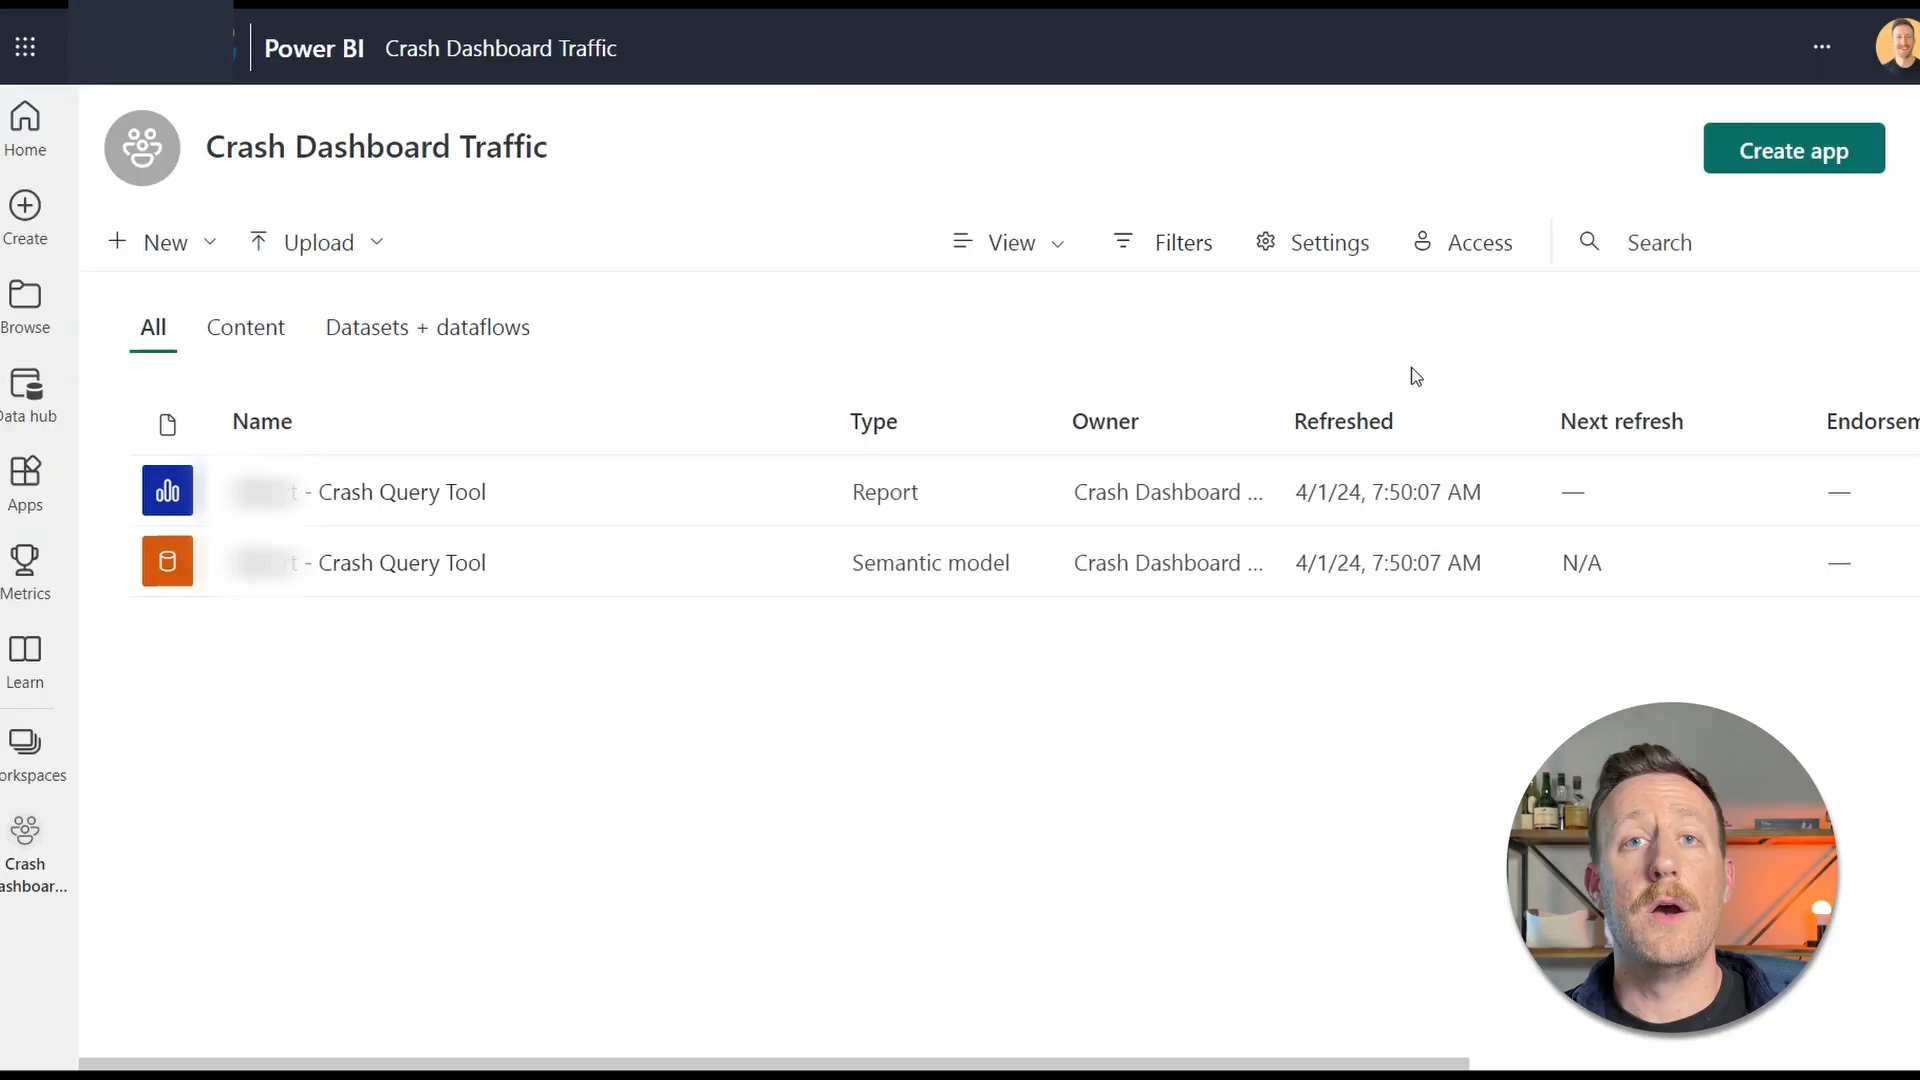 Power BI Crash Dashboard Traffic
Home
Create
Browse
Data hub
Apps
Metrics
Learn
orkspaces
Crash
ashboar...
Crash Dashboard Traffic
Create app
New
Upload
View
Filters
Settings
Access
Search
All
Content
Datasets + dataflows
Name Type Owner Refreshed Next refresh Endorsem
t - Crash Query Tool Report Crash Dashboard ... 4/1/24, 7:50:07 AM — —
t - Crash Query Tool Semantic model Crash Dashboard ... 4/1/24, 7:50:07 AM N/A —